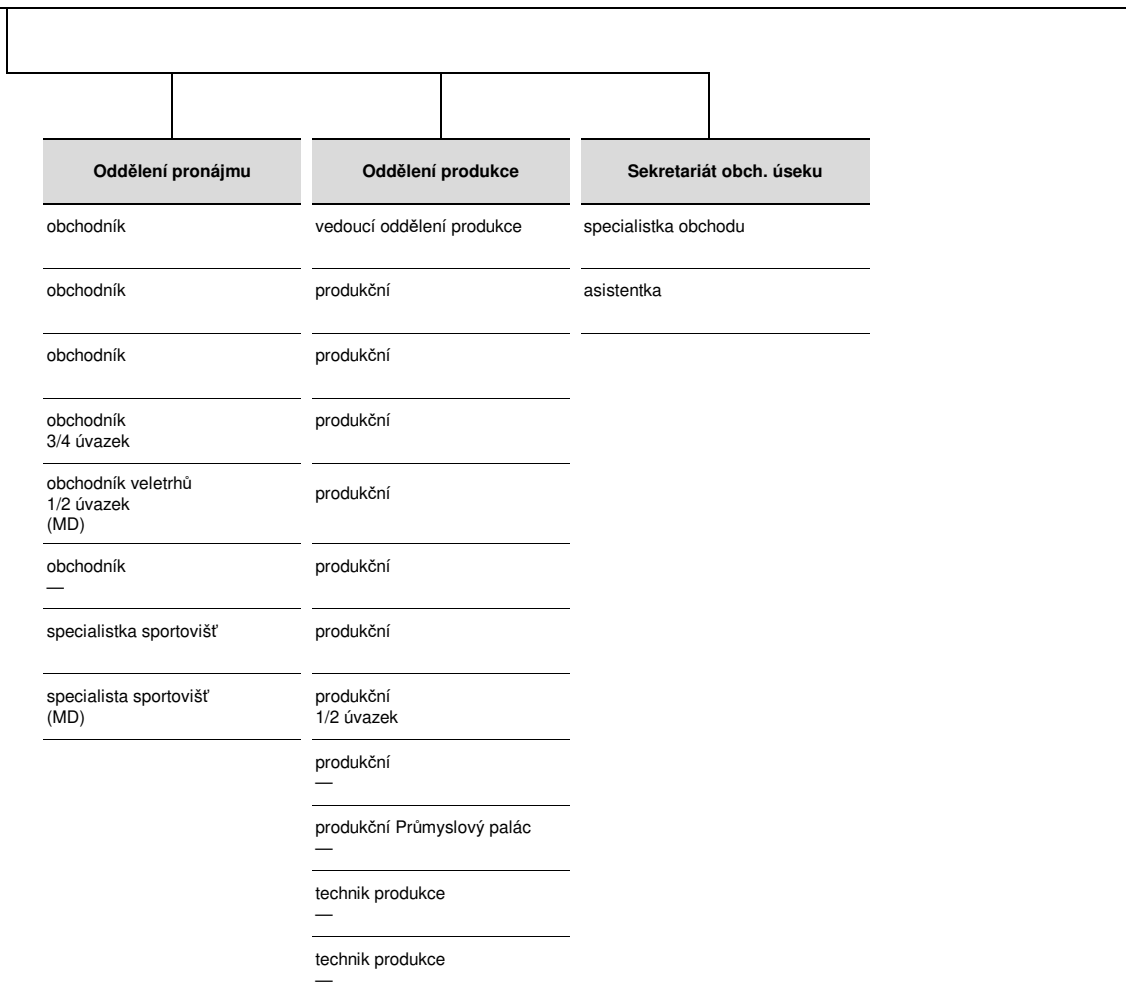 Oddělení pronájmu
obchodník
obchodník
obchodník
obchodník
3/4 úvazek
obchodník veletrhů
1/2 úvazek
(MD)
obchodník
—
specialistka sportovišť
specialista sportovišť
(MD)
Oddělení produkce
vedoucí oddělení produkce
produkční
produkční
produkční
produkční
produkční
produkční
produkční
1/2 úvazek
produkční
—
produkční Průmyslový palác
—
technik produkce
—
technik produkce
—
Sekretariát obch. úseku
specialistka obchodu
asistentka